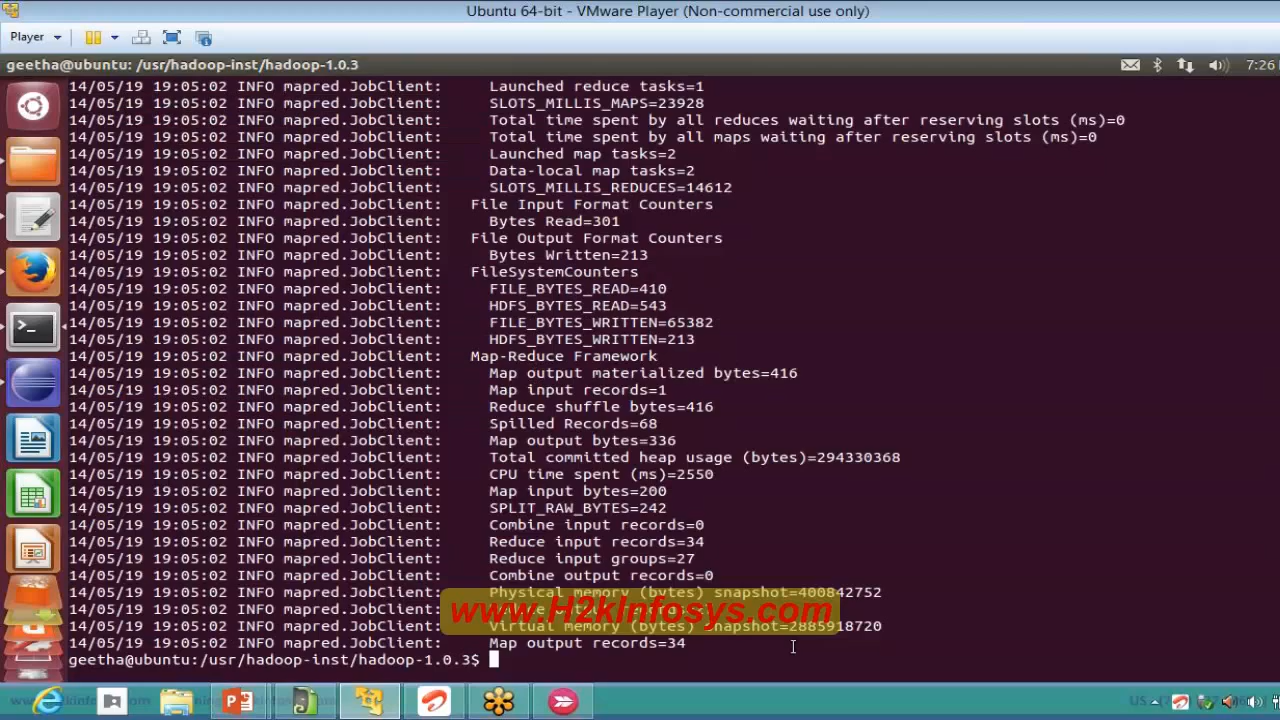 Ubuntu 64-bit - VMware Player (Non-commercial use only)
Player
geetha@ubuntu: /usr/hadoop-inst/hadoop-1.0.3 7:26
14/05/19 19:05:02 INFO mapred.JobClient: Launched reduce tasks=1
14/05/19 19:05:02 INFO mapred.JobClient: SLOTS_MILLIS_MAPS=23928
14/05/19 19:05:02 INFO mapred.JobClient: Total time spent by all reduces waiting after reserving slots (ms)=0
14/05/19 19:05:02 INFO mapred.JobClient: Total time spent by all maps waiting after reserving slots (ms)=0
14/05/19 19:05:02 INFO mapred.JobClient: Launched map tasks=2
14/05/19 19:05:02 INFO mapred.JobClient: Data-local map tasks=2
14/05/19 19:05:02 INFO mapred.JobClient: SLOTS_MILLIS_REDUCES=14612
14/05/19 19:05:02 INFO mapred.JobClient: File Input Format Counters
14/05/19 19:05:02 INFO mapred.JobClient: Bytes Read=301
14/05/19 19:05:02 INFO mapred.JobClient: File Output Format Counters
14/05/19 19:05:02 INFO mapred.JobClient: Bytes Written=213
14/05/19 19:05:02 INFO mapred.JobClient: FileSystemCounters
14/05/19 19:05:02 INFO mapred.JobClient: FILE_BYTES_READ=410
14/05/19 19:05:02 INFO mapred.JobClient: HDFS_BYTES_READ=543
14/05/19 19:05:02 INFO mapred.JobClient: FILE_BYTES_WRITTEN=65382
14/05/19 19:05:02 INFO mapred.JobClient: HDFS_BYTES_WRITTEN=213
14/05/19 19:05:02 INFO mapred.JobClient: Map-Reduce Framework
14/05/19 19:05:02 INFO mapred.JobClient: Map output materialized bytes=416
14/05/19 19:05:02 INFO mapred.JobClient: Map input records=1
14/05/19 19:05:02 INFO mapred.JobClient: Reduce shuffle bytes=416
14/05/19 19:05:02 INFO mapred.JobClient: Spilled Records=68
14/05/19 19:05:02 INFO mapred.JobClient: Map output bytes=336
14/05/19 19:05:02 INFO mapred.JobClient: Total committed heap usage (bytes)=294330368
14/05/19 19:05:02 INFO mapred.JobClient: CPU time spent (ms)=2550
14/05/19 19:05:02 INFO mapred.JobClient: Map input bytes=200
14/05/19 19:05:02 INFO mapred.JobClient: SPLIT_RAW_BYTES=242
14/05/19 19:05:02 INFO mapred.JobClient: Combine input records=0
14/05/19 19:05:02 INFO mapred.JobClient: Reduce input records=34
14/05/19 19:05:02 INFO mapred.JobClient: Reduce input groups=27
14/05/19 19:05:02 INFO mapred.JobClient: Combine output records=0
14/05/19 19:05:02 INFO mapred.JobClient: Physical memory (bytes) snapshot=400842752
14/05/19 19:05:02 INFO mapred.JobClient:
www.H2kInfosys.com
14/05/19 19:05:02 INFO mapred.JobClient: Virtual memory (bytes) snapshot=2885918720
14/05/19 19:05:02 INFO mapred.JobClient: Map output records=34
geetha@ubuntu:/usr/hadoop-inst/hadoop-1.0.3$